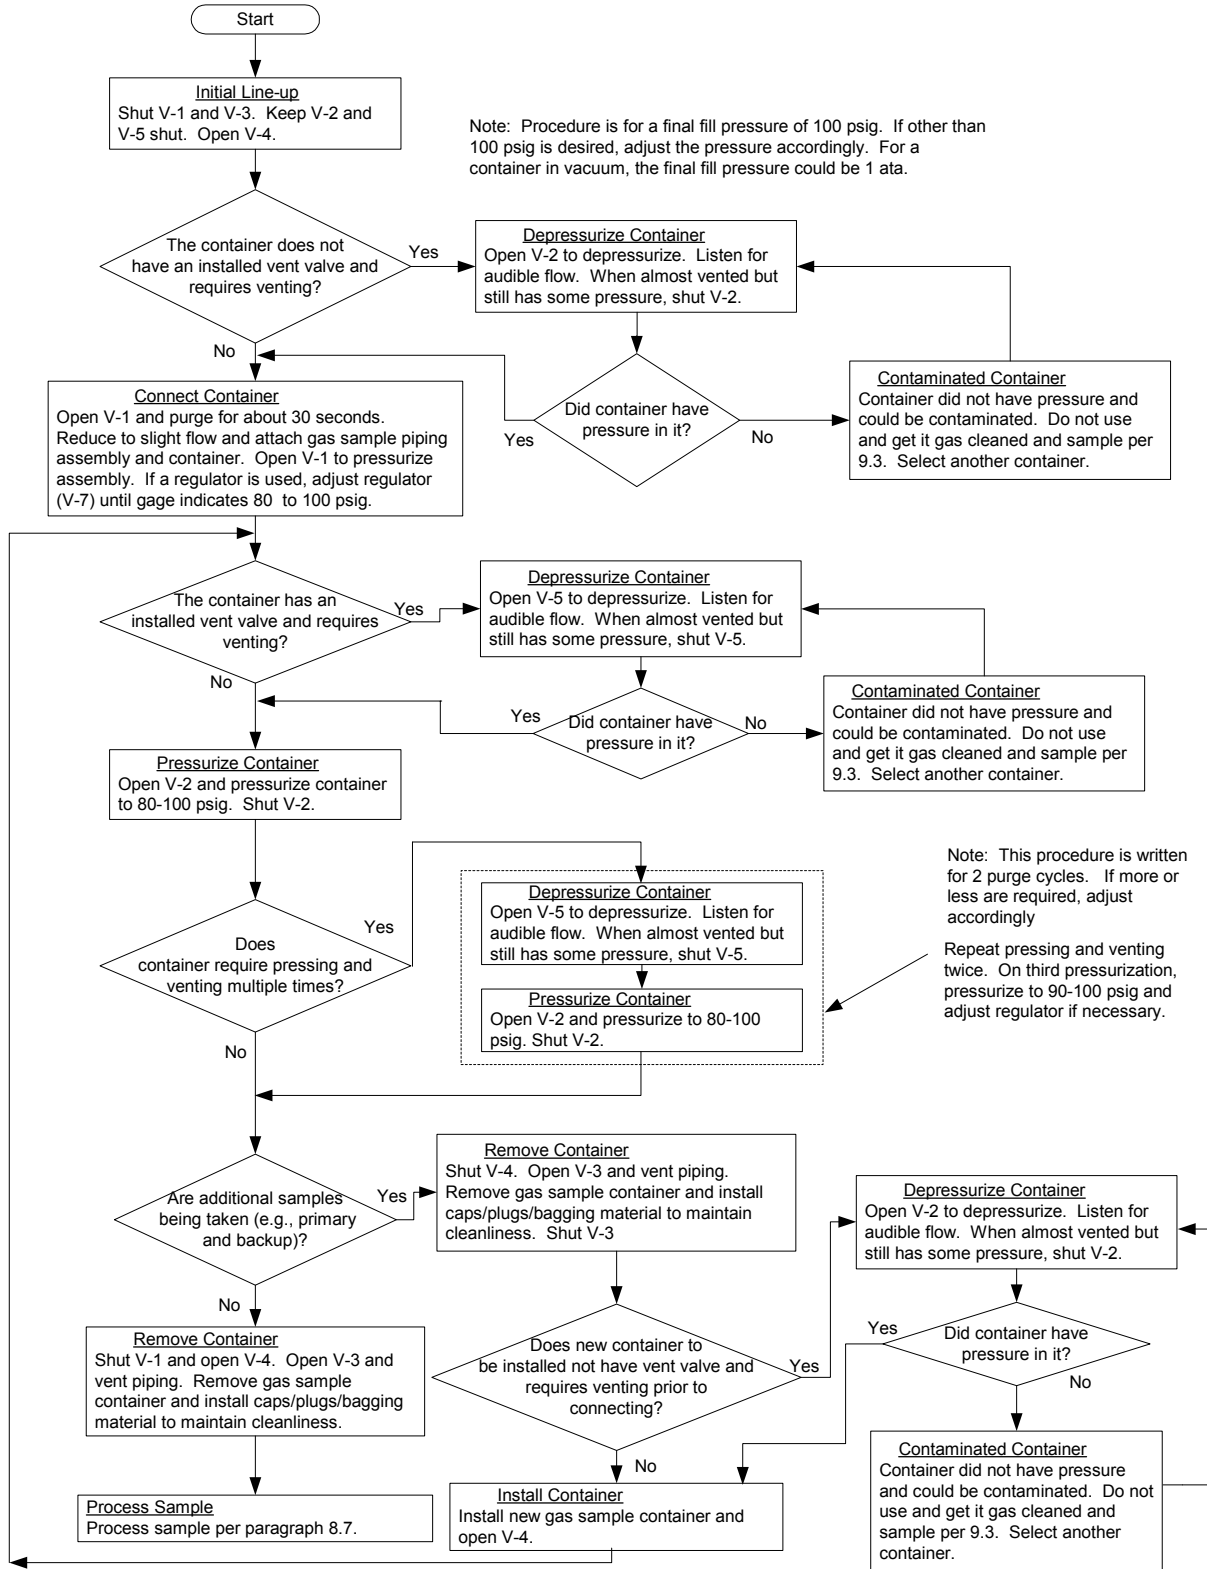 Start
Initial Line-up
Shut V-1 and V-3. Keep V-2 and
V-5 shut. Open V-4.
Note: Procedure is for a final fill pressure of 100 psig. If other than
100 psig is desired, adjust the pressure accordingly. For a
container in vacuum, the final fill pressure could be 1 ata.
The container does not
have an installed vent valve and
requires venting?
Yes
No
Depressurize Container
Open V-2 to depressurize. Listen for
audible flow. When almost vented but
still has some pressure, shut V-2.
Did container have
pressure in it?
Yes
No
Contaminated Container
Container did not have pressure and
could be contaminated. Do not use
and get it gas cleaned and sample per
9.3. Select another container.
Connect Container
Open V-1 and purge for about 30 seconds.
Reduce to slight flow and attach gas sample piping
assembly and container. Open V-1 to pressurize
assembly. If a regulator is used, adjust regulator
(V-7) until gage indicates 80 to 100 psig.
The container has an
installed vent valve and requires
venting?
Yes
No
Depressurize Container
Open V-5 to depressurize. Listen for
audible flow. When almost vented but
still has some pressure, shut V-5.
Did container have
pressure in it?
Yes
No
Contaminated Container
Container did not have pressure and
could be contaminated. Do not use
and get it gas cleaned and sample per
9.3. Select another container.
Pressurize Container
Open V-2 and pressurize container
to 80-100 psig. Shut V-2.
Does
container require pressing and
venting multiple times?
Yes
No
Depressurize Container
Open V-5 to depressurize. Listen for
audible flow. When almost vented but
still has some pressure, shut V-5.
Pressurize Container
Open V-2 and pressurize to 80-100
psig. Shut V-2.
Note: This procedure is written
for 2 purge cycles. If more or
less are required, adjust
accordingly
Repeat pressing and venting
twice. On third pressurization,
pressurize to 90-100 psig and
adjust regulator if necessary.
Are additional samples
being taken (e.g., primary
and backup)?
Yes
No
Remove Container
Shut V-4. Open V-3 and vent piping.
Remove gas sample container and install
caps/plugs/bagging material to maintain
cleanliness. Shut V-3
Depressurize Container
Open V-2 to depressurize. Listen for
audible flow. When almost vented but
still has some pressure, shut V-2.
Remove Container
Shut V-1 and open V-4. Open V-3 and
vent piping. Remove gas sample
container and install caps/plugs/bagging
material to maintain cleanliness.
Does new container to
be installed not have vent valve and
requires venting prior to
connecting?
Yes
No
Did container have
pressure in it?
Yes
No
Process Sample
Process sample per paragraph 8.7.
Install Container
Install new gas sample container and
open V-4.
Contaminated Container
Container did not have pressure
and could be contaminated. Do not
use and get it gas cleaned and
sample per 9.3. Select another
container.